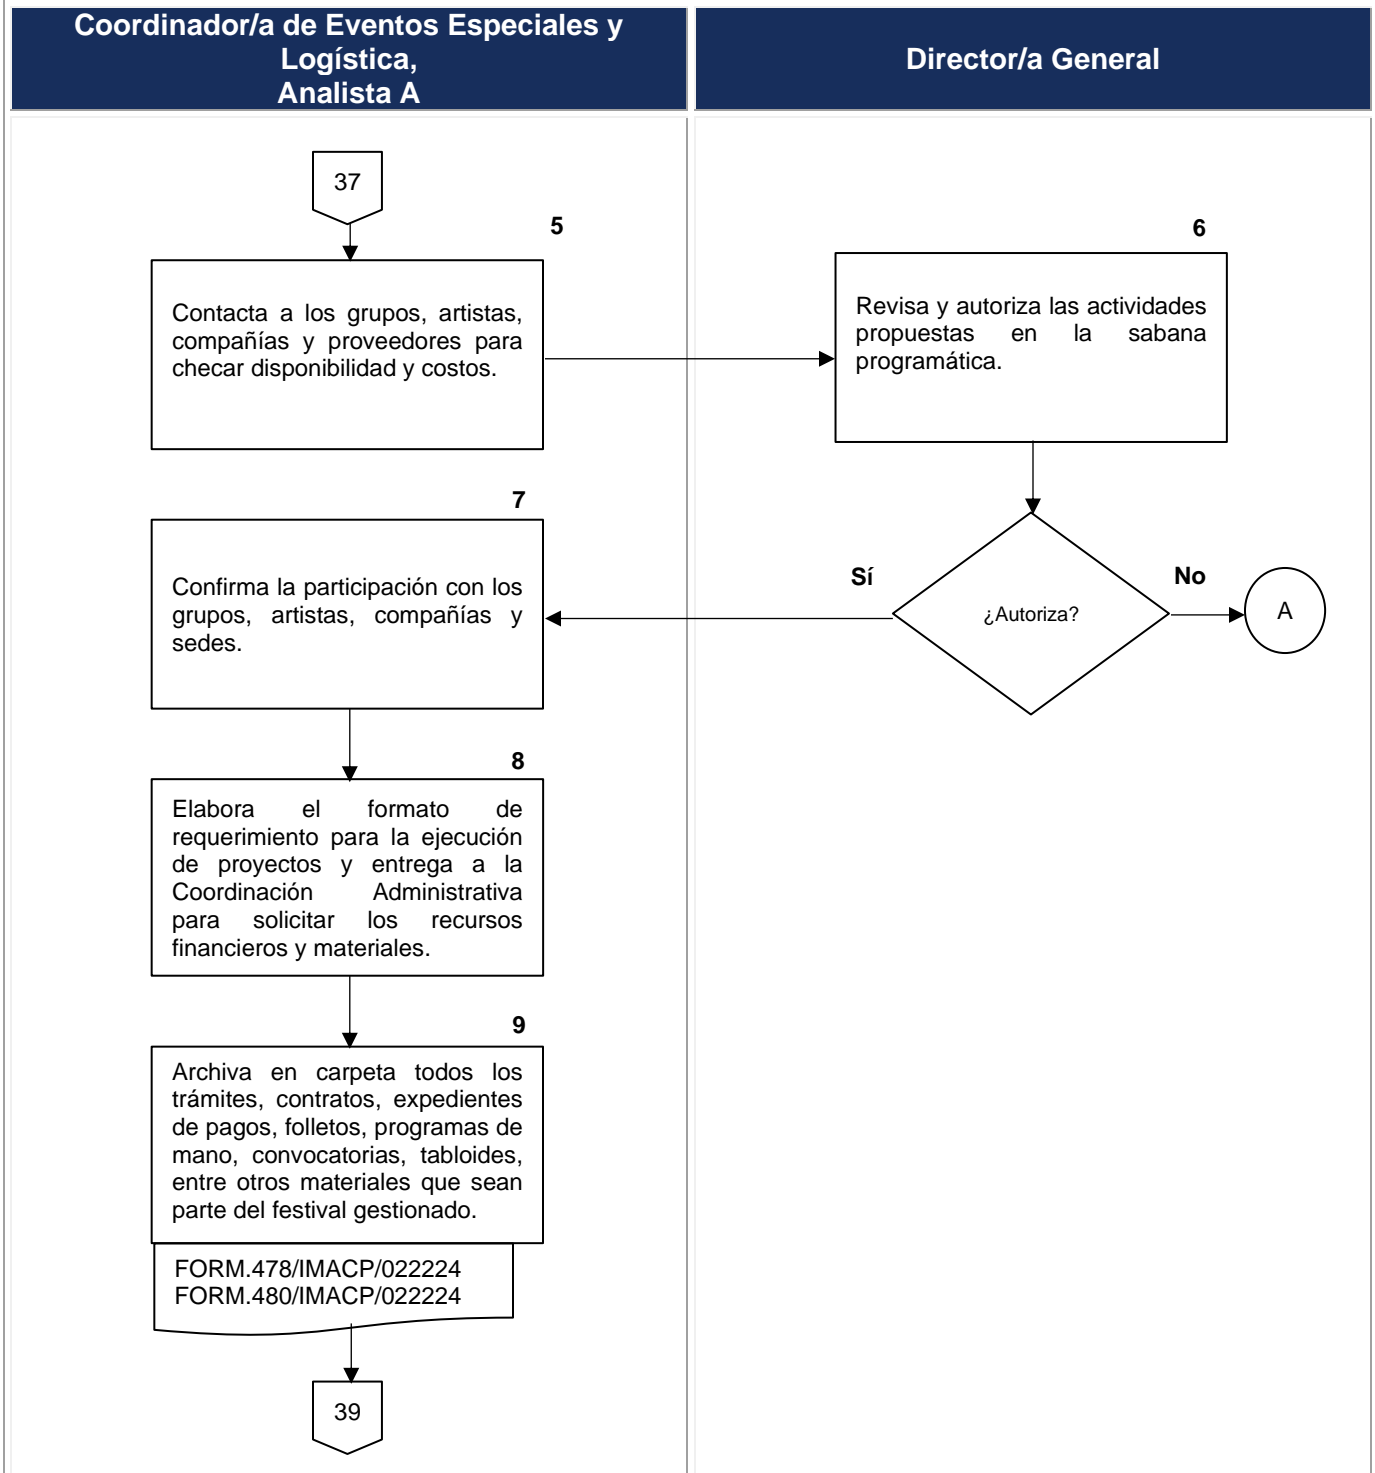 Coordinador/a de Eventos Especiales y
Logística,
Analista A
Director/a General
37
5
Contacta a los grupos, artistas,
compañías y proveedores para
checar disponibilidad y costos.
6
Revisa y autoriza las actividades
propuestas en la sabana
programática.
¿Autoriza?
Sí
No
A
7
Confirma la participación con los
grupos, artistas, compañías y
sedes.
8
Elabora el formato de
requerimiento para la ejecución
de proyectos y entrega a la
Coordinación Administrativa
para solicitar los recursos
financieros y materiales.
9
Archiva en carpeta todos los
trámites, contratos, expedientes
de pagos, folletos, programas de
mano, convocatorias, tabloides,
entre otros materiales que sean
parte del festival gestionado.
FORM.478/IMACP/022224
FORM.480/IMACP/022224
39